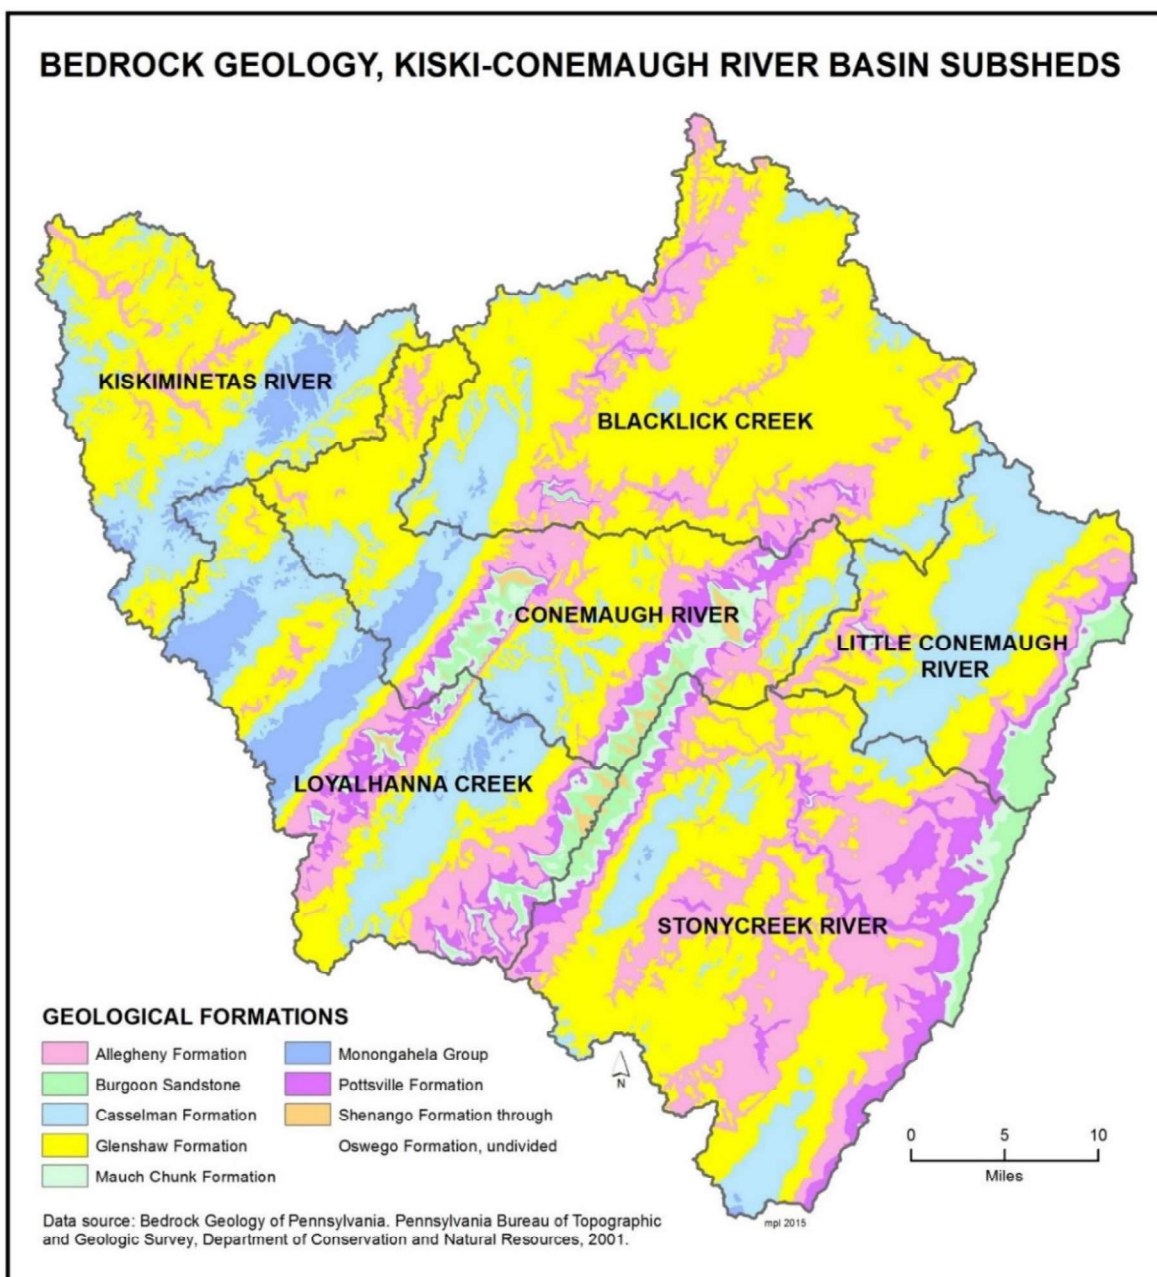 BEDROCK GEOLOGY, KISKI-CONEMAUGH RIVER BASIN SUBSHEDS
KISKIMINETAS RIVER
BLACKLICK CREEK
CONEMAUGH RIVER
LITTLE CONEMAUGH
RIVER
LOYALHANNA CREEK
STONYCREEK RIVER
GEOLOGICAL FORMATIONS
Allegheny Formation
Burgoon Sandstone
Casselman Formation
Glenshaw Formation
Mauch Chunk Formation
Monongahela Group
Pottsville Formation
Shenango Formation through
Oswego Formation, undivided
N
0 5 10
Miles
mpl 2015
Data source: Bedrock Geology of Pennsylvania. Pennsylvania Bureau of Topographic
and Geologic Survey, Department of Conservation and Natural Resources, 2001.